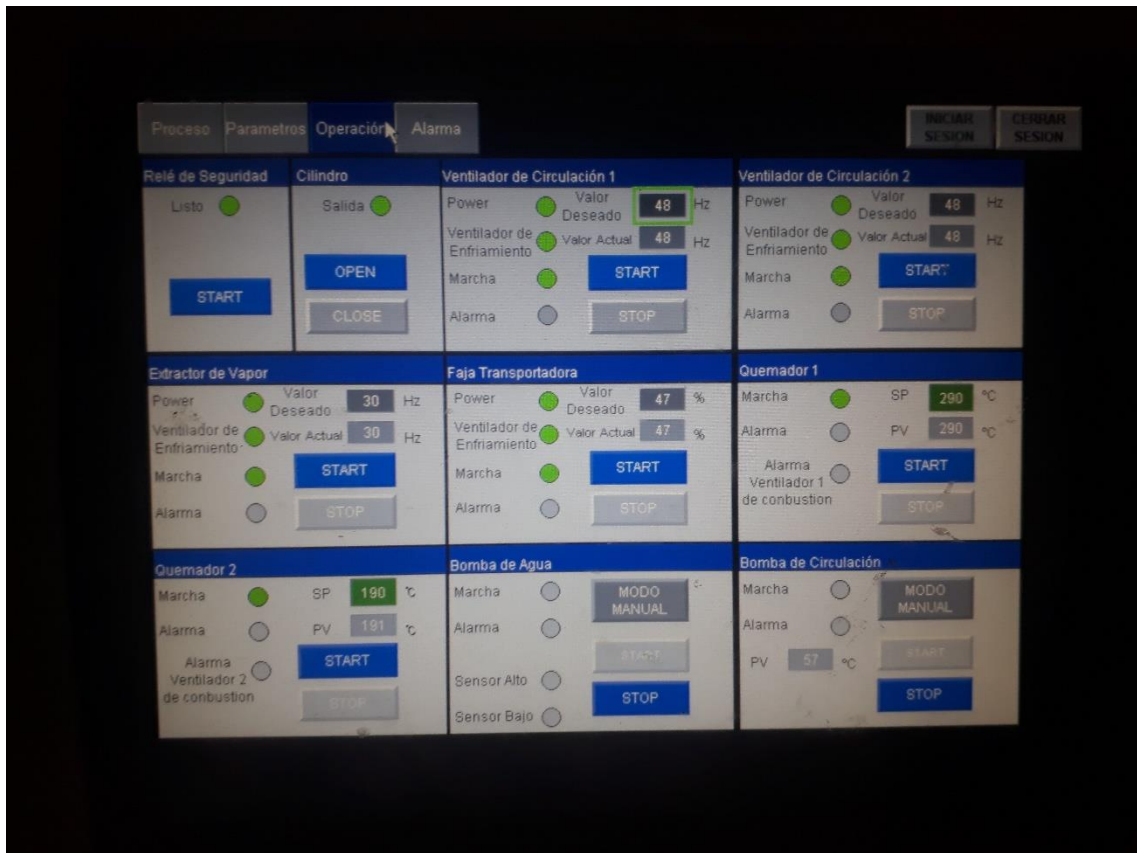 Proceso Parametros Operación Alarma INICIAR SESION CERRAR SESION
Relé de Seguridad
Listo
START
Cilindro
Salida
OPEN
CLOSE
Ventilador de Circulación 1
Power Valor Deseado 48 Hz
Ventilador de Enfriamiento Valor Actual 48 Hz
Marcha START
Alarma STOP
Ventilador de Circulación 2
Power Valor Deseado 48 Hz
Ventilador de Enfriamiento Valor Actual 48 Hz
Marcha START
Alarma STOP
Extractor de Vapor
Power Valor Deseado 30 Hz
Ventilador de Enfriamiento Valor Actual 30 Hz
Marcha START
Alarma STOP
Faja Transportadora
Power Valor Deseado 47 %
Ventilador de Enfriamiento Valor Actual 47 %
Marcha START
Alarma STOP
Quemador 1
Marcha SP 290 °C
Alarma PV 290 °C
Alarma Ventilador 1 de conbustion START
STOP
Quemador 2
Marcha SP 190 °C
Alarma PV 191 °C
Alarma Ventilador 2 de conbustion START
STOP
Bomba de Agua
Marcha MODO MANUAL
Alarma START
Sensor Alto STOP
Sensor Bajo
Bomba de Circulación
Marcha MODO MANUAL
Alarma START
PV 57 °C
STOP